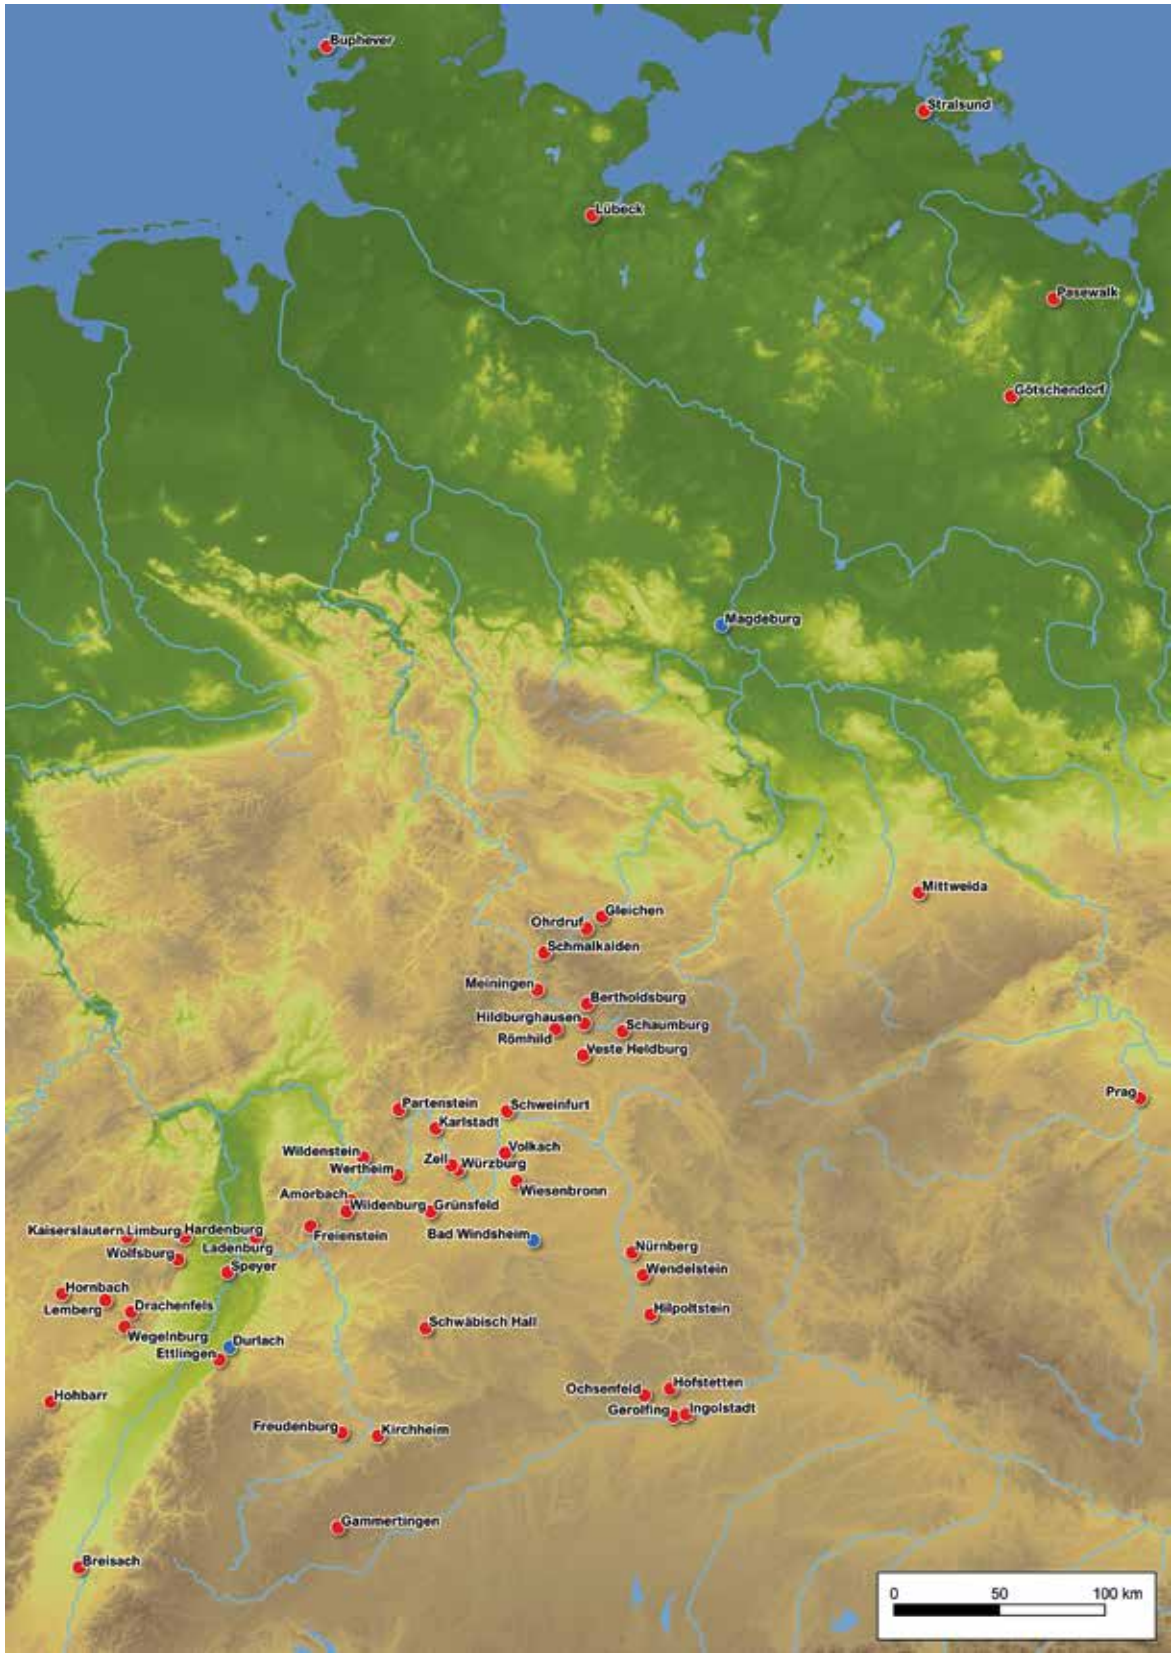 Buphever
Stralsund
Lübeck
Pasewalk
Götschendorf
Magdeburg
Mittweida
Gleichen
Ohrdruf
Schmalkalden
Meiningen
Bertholdsburg
Hildburghausen
Schaumburg
Römhild
Veste Heldburg
Prag
Partenstein
Schweinfurt
Karlstadt
Wildenstein
Volkach
Zell
Würzburg
Wertheim
Wiesenbronn
Amorbach
Wildenburg
Grünsfeld
Kaiserslautern
Limburg
Hardenburg
Freienstein
Bad Windsheim
Ladenburg
Wolfsburg
Nürnberg
Speyer
Wendelstein
Hornbach
Lemberg
Drachenfels
Hilpoltstein
Schwäbisch Hall
Wegelnburg
Durlach
Ettlingen
Hohbarr
Ochsenfeld
Hofstetten
Gerolfing
Ingolstadt
Freudenburg
Kirchheim
Gammertingen
Breisach
0 50 100 km